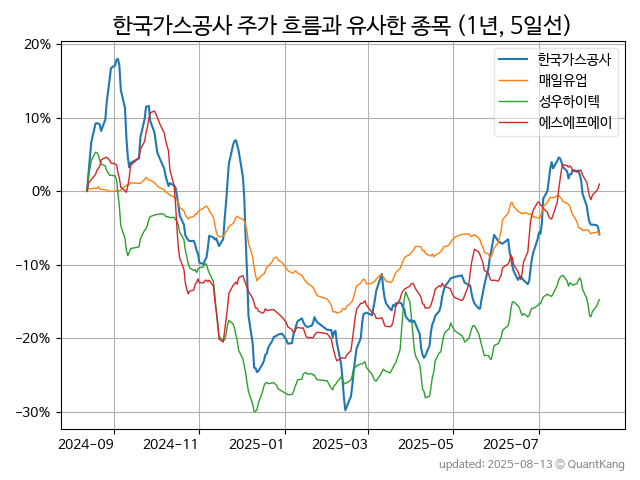 한국가스공사 주가 흐름과 유사한 종목 (1년, 5일선)
20%
10%
0%
−10%
−20%
−30%
한국가스공사
매일유업
성우하이텍
에스에프에이
2024-09
2024-11
2025-01
2025-03
2025-05
2025-07
updated: 2025-08-13 © QuantKang